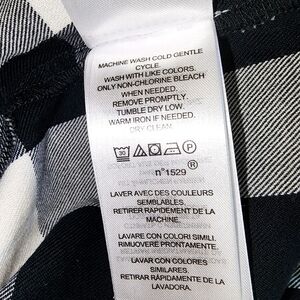 MACHINE WASH COLD GENTLE
CYCLE.
WASH WITH LIKE COLORS.
ONLY NON-CHLORINE BLEACH
WHEN NEEDED.
REMOVE PROMPTLY.
TUMBLE DRY LOW.
WARM IRON IF NEEDED.
DRY CLEAN
30 P ®
n°1529
LAVER AVEC DES COULEURS
SEMBLABLES.
RETIRER RAPIDEMENT DE LA
MACHINE.
LAVARE CON COLORI SIMILI.
RIMUOVERE PRONTAMENTE.
LAVAR CON COLORES
SIMILARES.
RETIRAR RÁPIDAMENTE DE LA
LAVADORA.